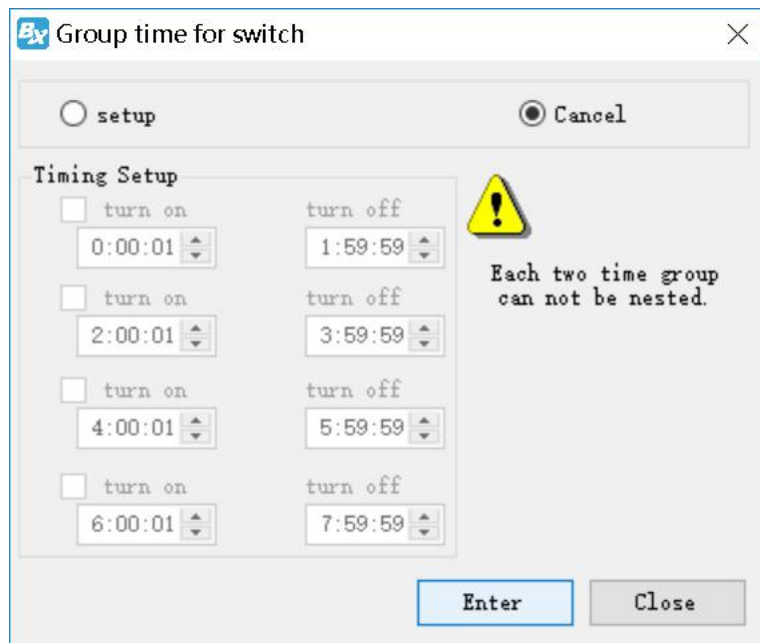 BX Group time for switch
setup Cancel
Timing Setup
turn on turn off
0:00:01 1:59:59
Each two time group
can not be nested.
turn on turn off
2:00:01 3:59:59
turn on turn off
4:00:01 5:59:59
turn on turn off
6:00:01 7:59:59
Enter Close